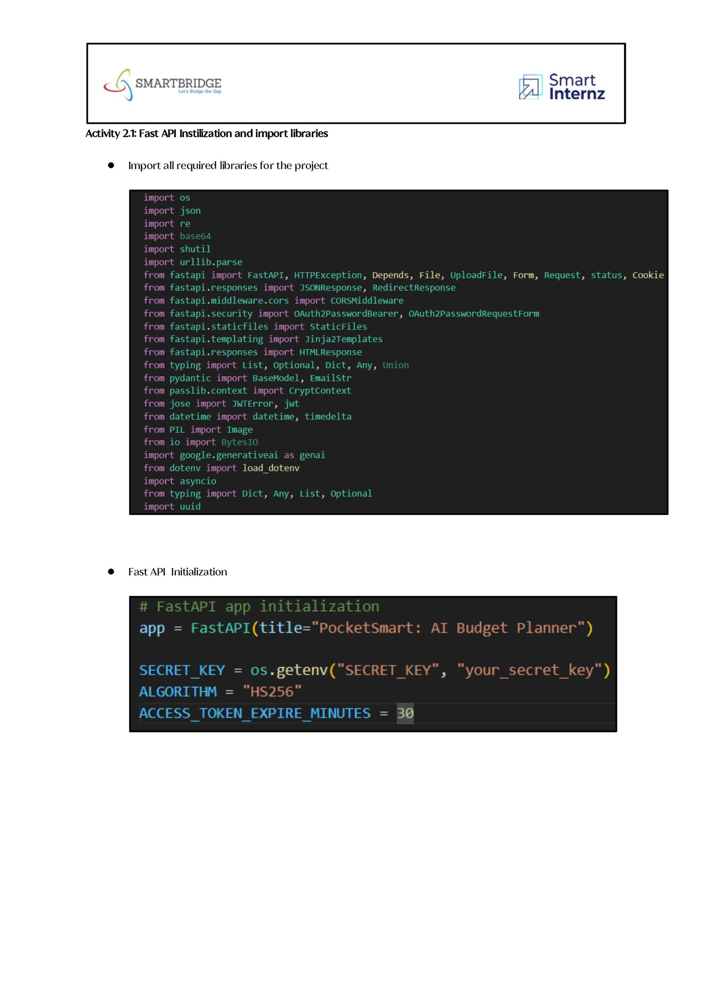 SMARTBRIDGE
Let's Bridge the Gap
Smart
Internz
Activity 2.1: Fast API Instilization and import libraries
● Import all required libraries for the project
import os
import json
import re
import base64
import shutil
import urllib.parse
from fastapi import FastAPI, HTTPException, Depends, File, UploadFile, Form, Request, status, Cookie
from fastapi.responses import JSONResponse, RedirectResponse
from fastapi.middleware.cors import CORSMiddleware
from fastapi.security import OAuth2PasswordBearer, OAuth2PasswordRequestForm
from fastapi.staticfiles import StaticFiles
from fastapi.templating import Jinja2Templates
from fastapi.responses import HTMLResponse
from typing import List, Optional, Dict, Any, Union
from pydantic import BaseModel, EmailStr
from passlib.context import CryptContext
from jose import JWTError, jwt
from datetime import datetime, timedelta
from PIL import Image
from io import BytesIO
import google.generativeai as genai
from dotenv import load_dotenv
import asyncio
from typing import Dict, Any, List, Optional
import uuid
● Fast API Initialization
# FastAPI app initialization
app = FastAPI(title="PocketSmart: AI Budget Planner")
SECRET_KEY = os.getenv("SECRET_KEY", "your_secret_key")
ALGORITHM = "HS256"
ACCESS_TOKEN_EXPIRE_MINUTES = 30